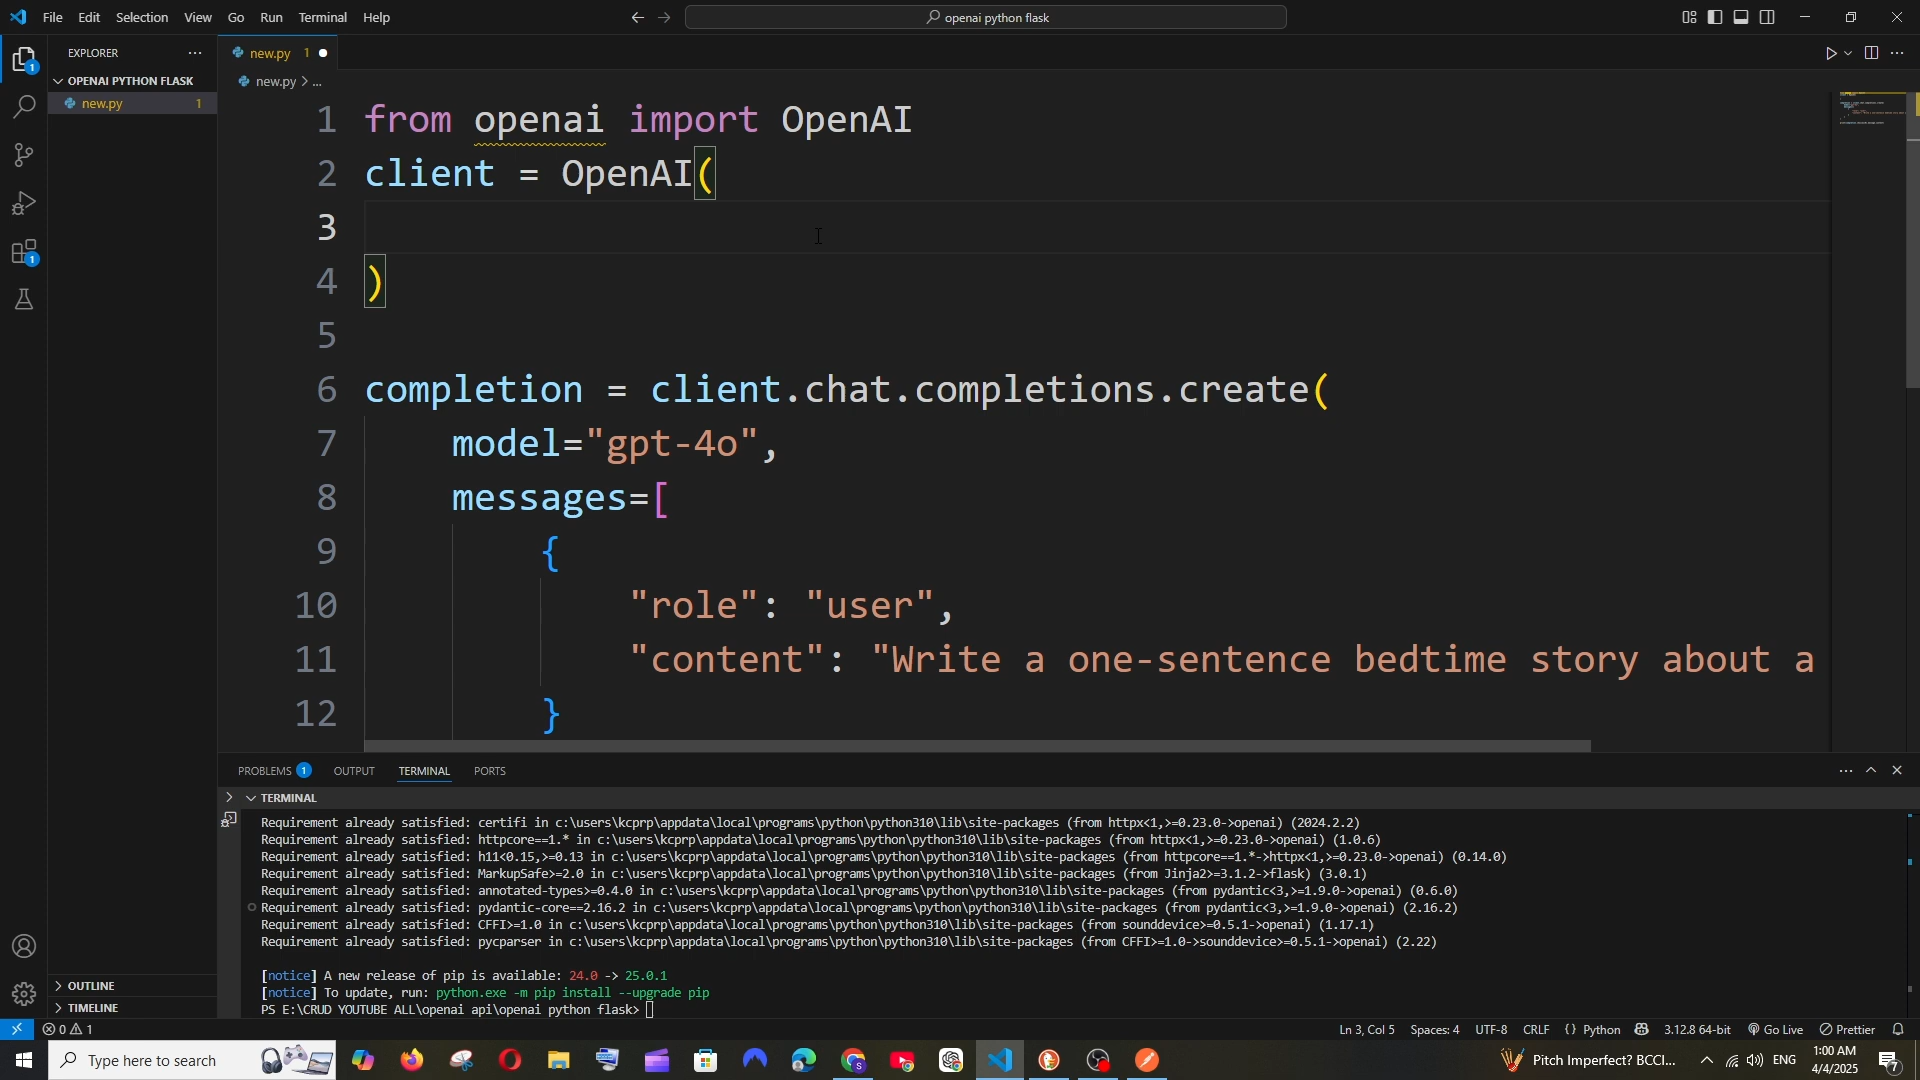 File Edit Selection View Go Run Terminal Help
openai python flask
EXPLORER
OPENAI PYTHON FLASK
new.py 1
OUTLINE
TIMELINE
new.py 1
new.py > ...
1 from openai import OpenAI
2 client = OpenAI(
3
4 )
5
6 completion = client.chat.completions.create(
7 model="gpt-4o",
8 messages=[
9 {
10 "role": "user",
11 "content": "Write a one-sentence bedtime story about a
12 }
PROBLEMS 1 OUTPUT TERMINAL PORTS
TERMINAL
Requirement already satisfied: certifi in c:\users\kcprp\appdata\local\programs\python\python310\lib\site-packages (from httpx<1,>=0.23.0->openai) (2024.2.2)
Requirement already satisfied: httpcore==1.* in c:\users\kcprp\appdata\local\programs\python\python310\lib\site-packages (from httpx<1,>=0.23.0->openai) (1.0.6)
Requirement already satisfied: h11<0.15,>=0.13 in c:\users\kcprp\appdata\local\programs\python\python310\lib\site-packages (from httpcore==1.*->httpx<1,>=0.23.0->openai) (0.14.0)
Requirement already satisfied: MarkupSafe>=2.0 in c:\users\kcprp\appdata\local\programs\python\python310\lib\site-packages (from Jinja2>=3.1.2->flask) (3.0.1)
Requirement already satisfied: annotated-types>=0.4.0 in c:\users\kcprp\appdata\local\programs\python\python310\lib\site-packages (from pydantic<3,>=1.9.0->openai) (0.6.0)
Requirement already satisfied: pydantic-core==2.16.2 in c:\users\kcprp\appdata\local\programs\python\python310\lib\site-packages (from pydantic<3,>=1.9.0->openai) (2.16.2)
Requirement already satisfied: CFFI>=1.0 in c:\users\kcprp\appdata\local\programs\python\python310\lib\site-packages (from sounddevice>=0.5.1->openai) (1.17.1)
Requirement already satisfied: pycparser in c:\users\kcprp\appdata\local\programs\python\python310\lib\site-packages (from CFFI>=1.0->sounddevice>=0.5.1->openai) (2.22)
[notice] A new release of pip is available: 24.0 -> 25.0.1
[notice] To update, run: python.exe -m pip install --upgrade pip
PS E:\CRUD YOUTUBE ALL\openai api\openai python flask>
0 1 Ln 3, Col 5 Spaces: 4 UTF-8 CRLF {} Python 3.12.8 64-bit Go Live Prettier
Type here to search
Pitch Imperfect? BCCI... ENG 1:00 AM
4/4/2025 7